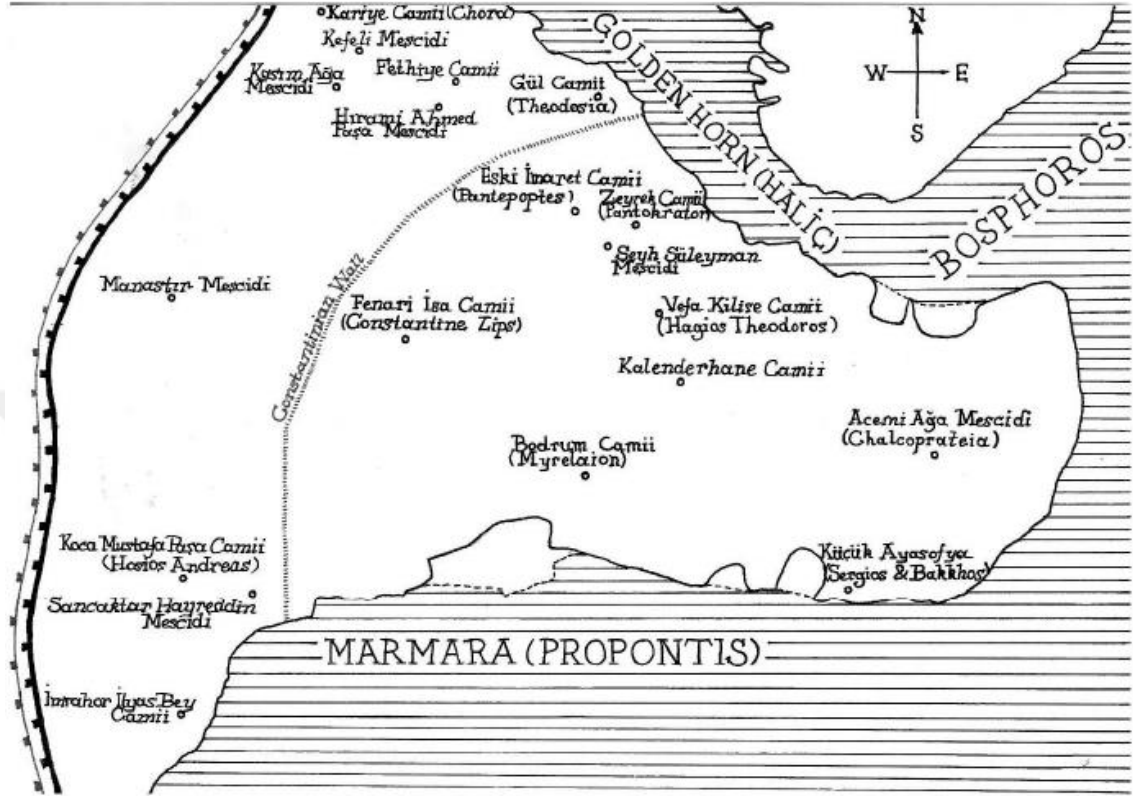 Kariye Camii (Chora)
Kefeli Mescidi
Kasım Ağa
Mescidi
Fethiye Camii
Gül Camii
(Theodosia)
Hırami Ahmed
Paşa Mescidi
GOLDEN HORN (HALİÇ)
N
W
E
S
BOSPHOROS
Eski İmaret Camii
(Pantepoptes)
Zeyrek Camii
(Pantokrator)
Şeyh Süleyman
Mescidi
Manastır Mescidi
Constantinian Wall
Fenari İsa Camii
(Constantine Lips)
Vefa Kilise Camii
(Hagios Theodoros)
Kalenderhane Camii
Acemi Ağa Mescidi
(Chalcoprateia)
Bodrum Camii
(Myrelaion)
Koca Mustafa Paşa Camii
(Hosios Andreas)
Küçük Ayasofya
(Sergios & Bakkhos)
Sancaktar Hayreddin
Mescidi
MARMARA (PROPONTIS)
İmrahor İlyas Bey
Camii